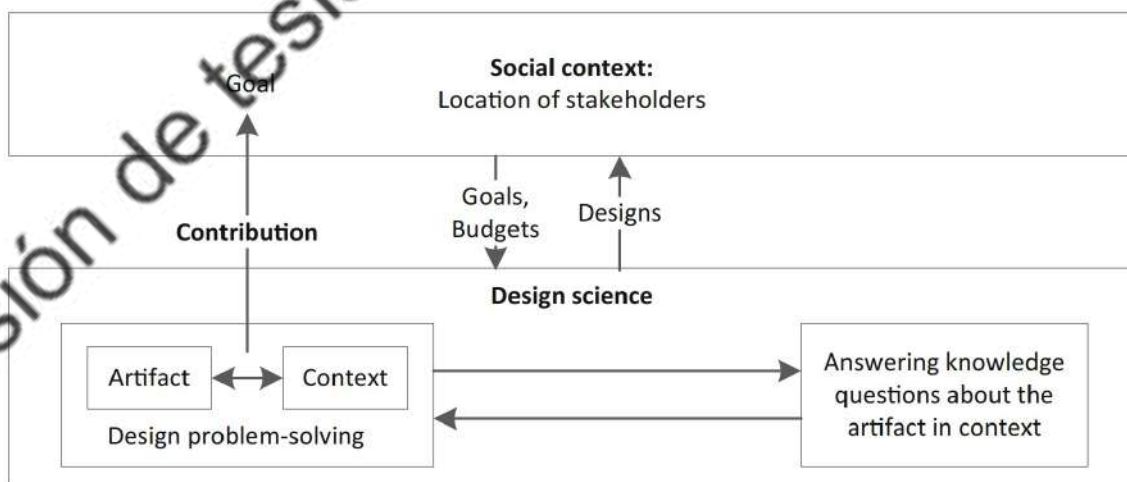 Social context:
Goal
Location of stakeholders
Goals,
Budgets
Designs
Contribution
Design science
Artifact
Context
Design problem-solving
Answering knowledge
questions about the
artifact in context
de tesis